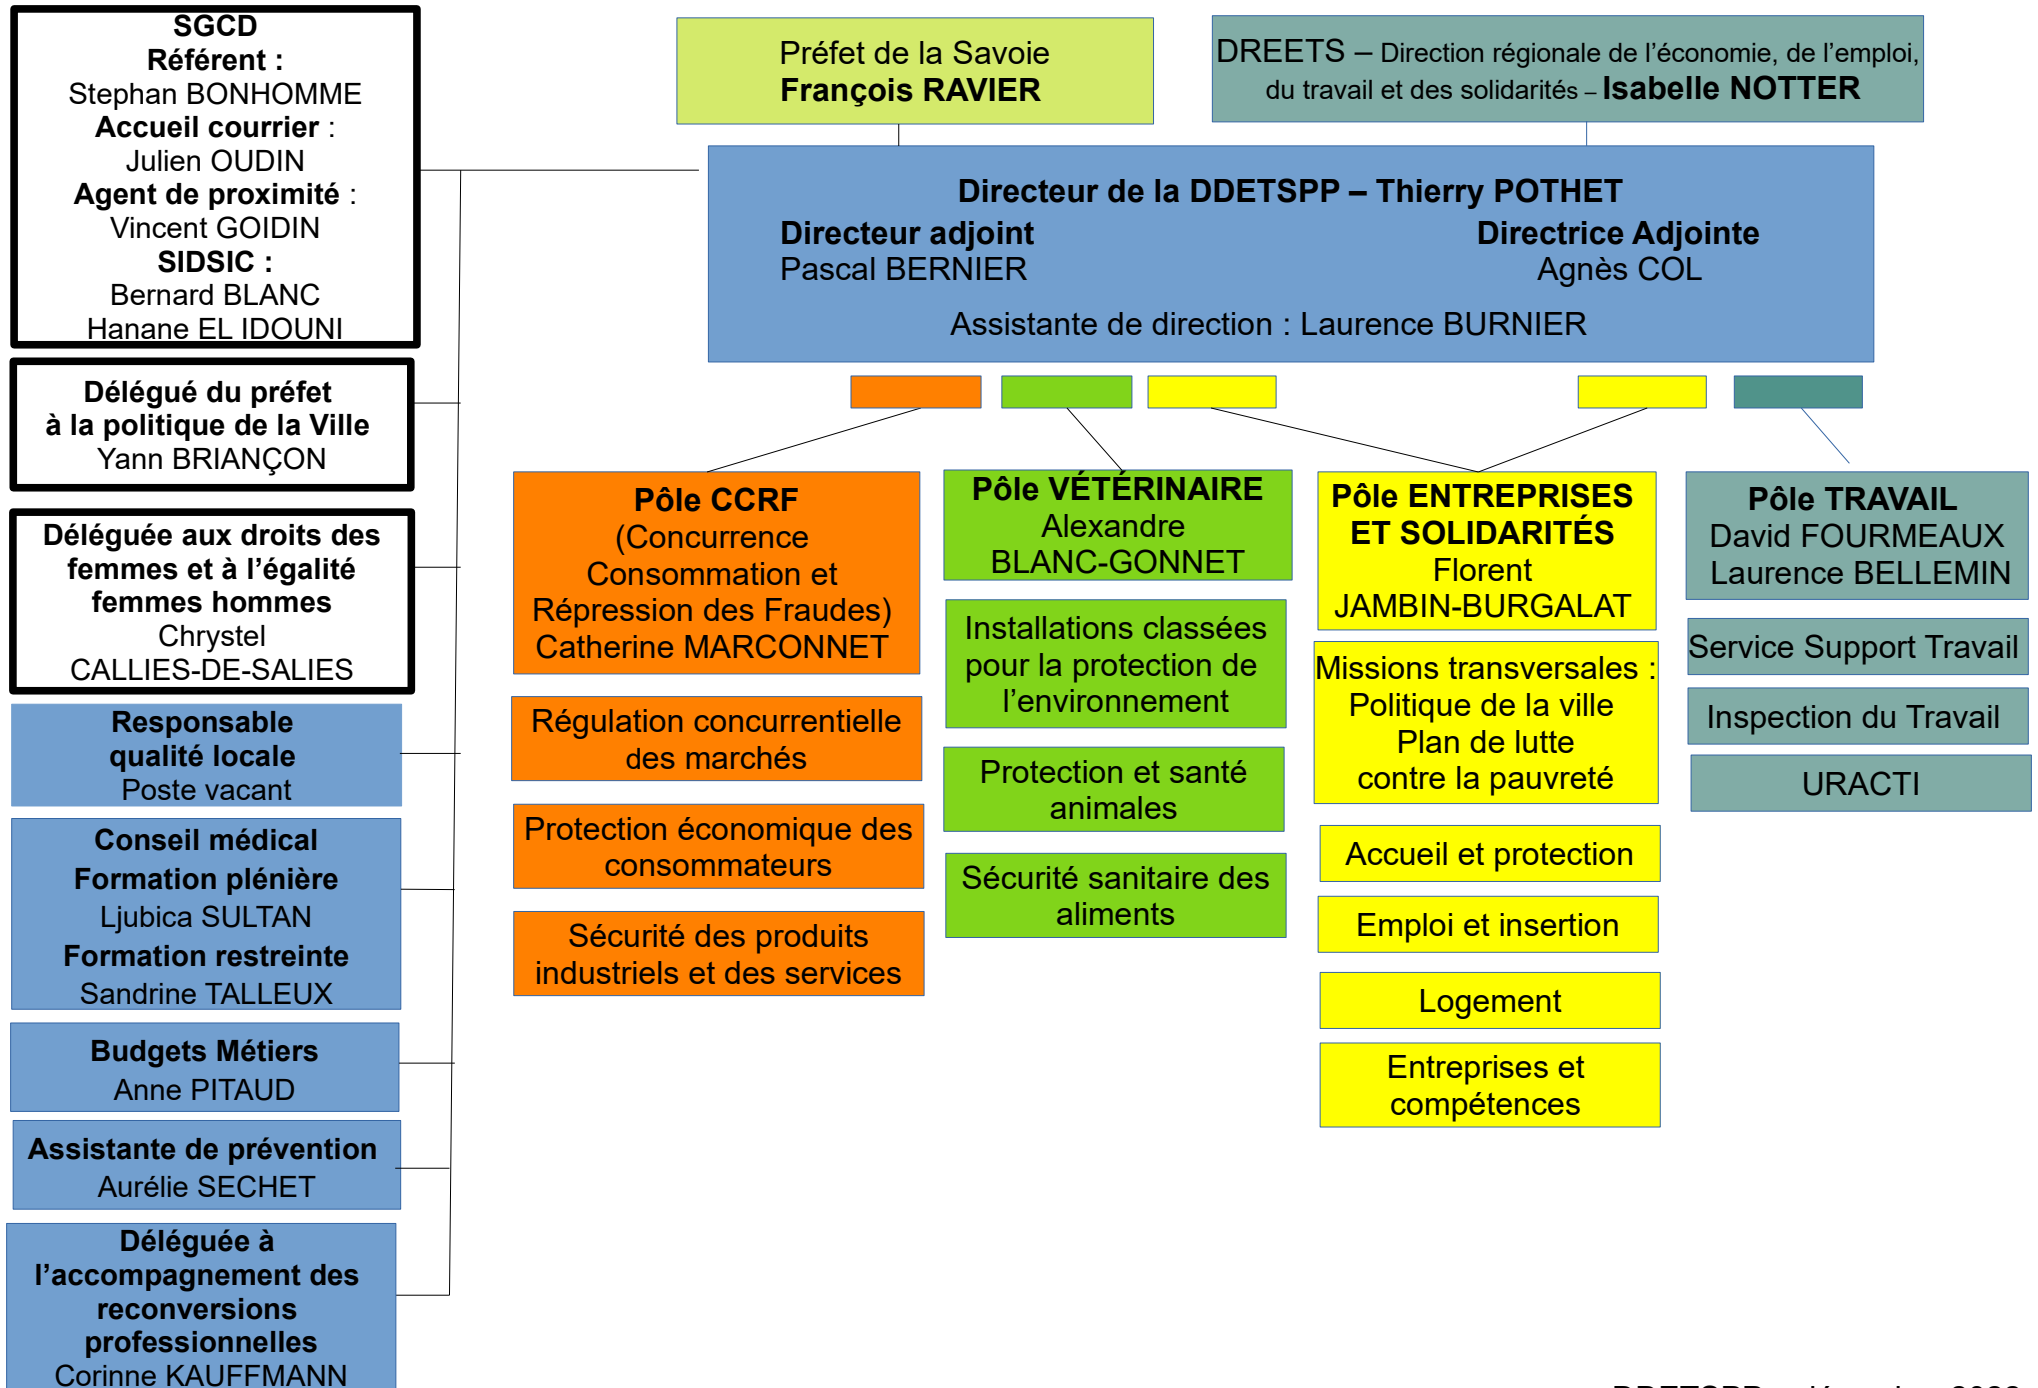 SGCD
Référent :
Stephan BONHOMME
Accueil courrier :
Julien OUDIN
Agent de proximité :
Vincent GOIDIN
SIDSIC :
Bernard BLANC
Hanane EL IDOUNI
Préfet de la Savoie
François RAVIER
DREETS – Direction régionale de l’économie, de l’emploi,
du travail et des solidarités – Isabelle NOTTER
Directeur de la DDETSPP – Thierry POTHET
Directeur adjoint
Pascal BERNIER
Directrice Adjointe
Agnès COL
Assistante de direction : Laurence BURNIER
Délégué du préfet
à la politique de la Ville
Yann BRIANÇON
Déléguée aux droits des
femmes et à l’égalité
femmes hommes
Chrystel
CALLIES-DE-SALIES
Responsable
qualité locale
Poste vacant
Conseil médical
Formation plénière
Ljubica SULTAN
Formation restreinte
Sandrine TALLEUX
Budgets Métiers
Anne PITAUD
Assistante de prévention
Aurélie SECHET
Déléguée à
l’accompagnement des
reconversions
professionnelles
Corinne KAUFFMANN
Pôle CCRF
(Concurrence
Consommation et
Répression des Fraudes)
Catherine MARCONNET
Régulation concurrentielle
des marchés
Protection économique des
consommateurs
Sécurité des produits
industriels et des services
Pôle VÉTÉRINAIRE
Alexandre
BLANC-GONNET
Installations classées
pour la protection de
l’environnement
Protection et santé
animales
Sécurité sanitaire des
aliments
Pôle ENTREPRISES
ET SOLIDARITÉS
Florent
JAMBIN-BURGALAT
Missions transversales :
Politique de la ville
Plan de lutte
contre la pauvreté
Accueil et protection
Emploi et insertion
Logement
Entreprises et
compétences
Pôle TRAVAIL
David FOURMEAUX
Laurence BELLEMIN
Service Support Travail
Inspection du Travail
URACTI